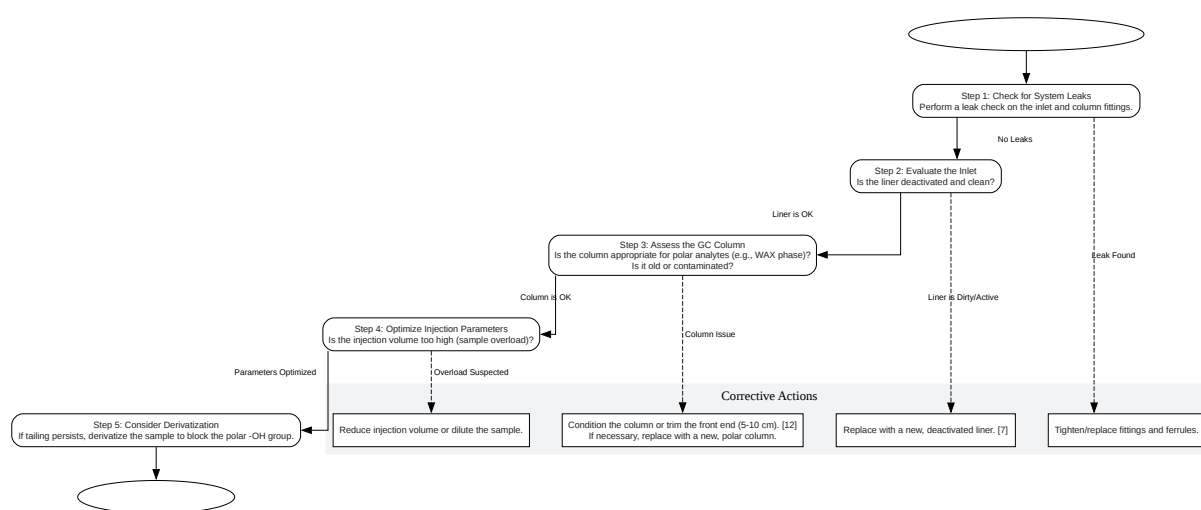 Step 1: Check for System Leaks
Perform a leak check on the inlet and column fittings.
No Leaks
Step 2: Evaluate the Inlet
Is the liner deactivated and clean?
Liner is OK
Step 3: Assess the GC Column
Is the column appropriate for polar analytes (e.g., WAX phase)?
Is it old or contaminated?
Leak Found
Column is OK
Liner is Dirty/Active
Step 4: Optimize Injection Parameters
Is the injection volume too high (sample overload)?
Column Issue
Parameters Optimized
Overload Suspected
Corrective Actions
Step 5: Consider Derivatization
If tailing persists, derivatize the sample to block the polar -OH group.
Reduce injection volume or dilute the sample.
Condition the column or trim the front end (5-10 cm). [12]
If necessary, replace with a new, polar column.
Replace with a new, deactivated liner. [7]
Tighten/replace fittings and ferrules.